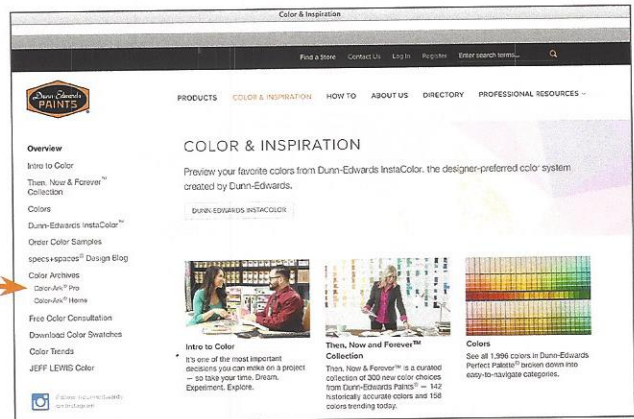 Color & Inspiration
Find a Store Contact Us Log In Register Enter search terms...
Dunn-Edwards
PAINTS
PRODUCTS COLOR & INSPIRATION HOW TO ABOUT US DIRECTORY PROFESSIONAL RESOURCES
Overview
Intro to Color
Then, Now & Forever™
Collection
Colors
Dunn-Edwards InstaColor™
Order Color Samples
specs+spaces® Design Blog
Color Archives
Color-Ark® Pro
Color-Ark® Home
Free Color Consultation
Download Color Swatches
Color Trends
JEFF LEWIS Color
on Instagram
COLOR & INSPIRATION
Preview your favorite colors from Dunn-Edwards InstaColor, the designer-preferred color system
created by Dunn-Edwards.
DUNN-EDWARDS INSTACOLOR
Intro to Color
It's one of the most important
decisions you can make on a project
— so take your time. Dream.
Experiment. Explore.
Then, Now and Forever™
Collection
Then, Now & Forever™ is a curated
collection of 300 new color choices
from Dunn-Edwards Paints® — 142
historically accurate colors and 158
colors trending today.
Colors
See all 1,996 colors in Dunn-Edwards
Perfect Palette® broken down into
easy-to-navigate categories.